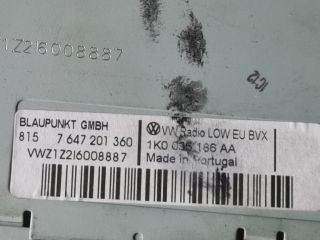 1Z2I6008887
BLAUPUNKT GMBH
815 7 647 201 360
VWZ1Z2I6008887
VW Radio LOW EU BVX
1K0 035 186 AA
Made in Portugal